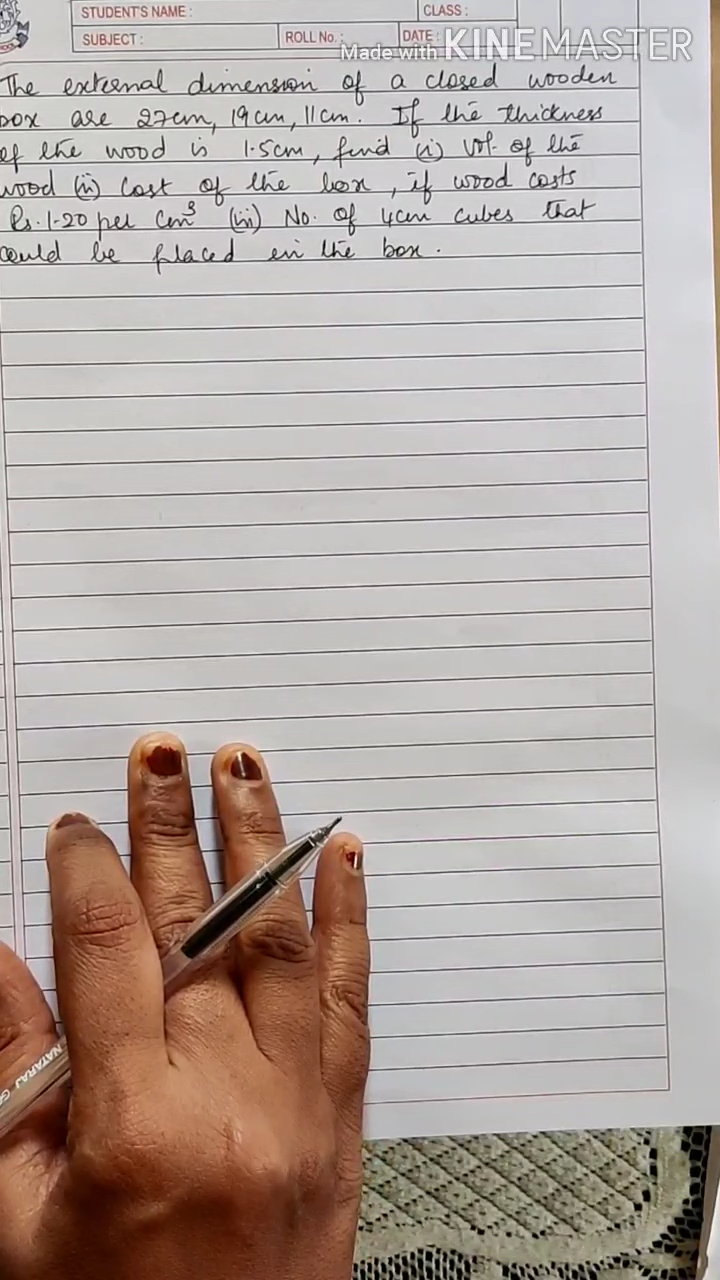 STUDENT'S NAME : CLASS :
SUBJECT : ROLL No. : DATE :
Made with KINEMASTER
The external dimension of a closed wooden
box are 27cm, 19cm, 11cm. If the thickness
of the wood is 1.5cm, find (i) Vol. of the
wood (ii) Cost of the box, if wood costs
Rs. 1.20 per cm³ (iii) No. of 4cm cubes that
could be placed in the box.
NATARAJ